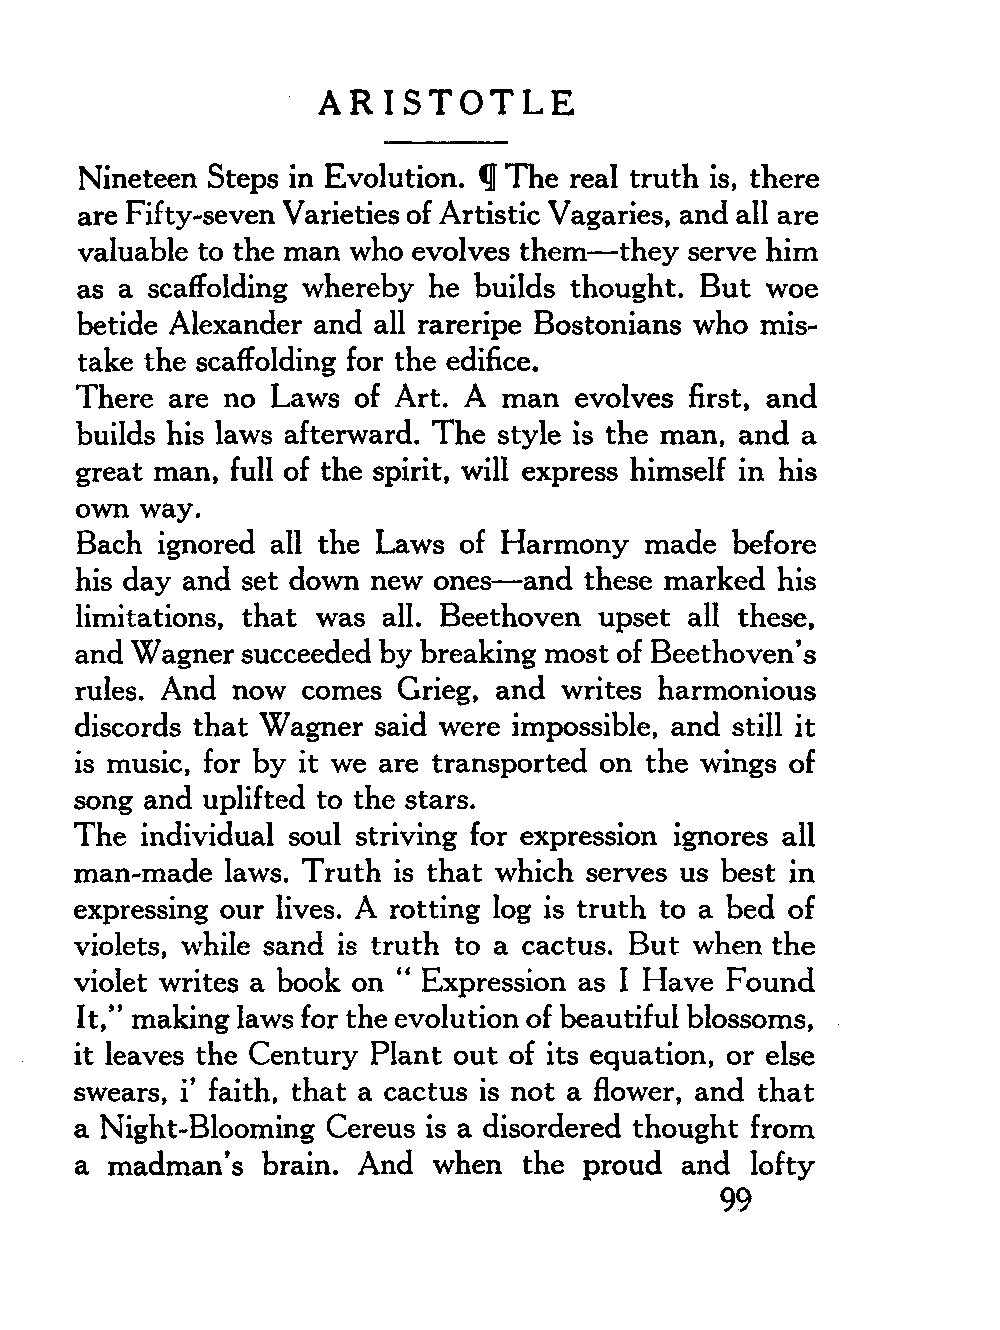 ARISTOTLE
Nineteen Steps in Evolution. ¶ The real truth is, there
are Fifty-seven Varieties of Artistic Vagaries, and all are
valuable to the man who evolves them—they serve him
as a scaffolding whereby he builds thought. But woe
betide Alexander and all rareripe Bostonians who mis-
take the scaffolding for the edifice.
There are no Laws of Art. A man evolves first, and
builds his laws afterward. The style is the man, and a
great man, full of the spirit, will express himself in his
own way.
Bach ignored all the Laws of Harmony made before
his day and set down new ones—and these marked his
limitations, that was all. Beethoven upset all these,
and Wagner succeeded by breaking most of Beethoven's
rules. And now comes Grieg, and writes harmonious
discords that Wagner said were impossible, and still it
is music, for by it we are transported on the wings of
song and uplifted to the stars.
The individual soul striving for expression ignores all
man-made laws. Truth is that which serves us best in
expressing our lives. A rotting log is truth to a bed of
violets, while sand is truth to a cactus. But when the
violet writes a book on " Expression as I Have Found
It," making laws for the evolution of beautiful blossoms,
it leaves the Century Plant out of its equation, or else
swears, i' faith, that a cactus is not a flower, and that
a Night-Blooming Cereus is a disordered thought from
a madman's brain. And when the proud and lofty
99